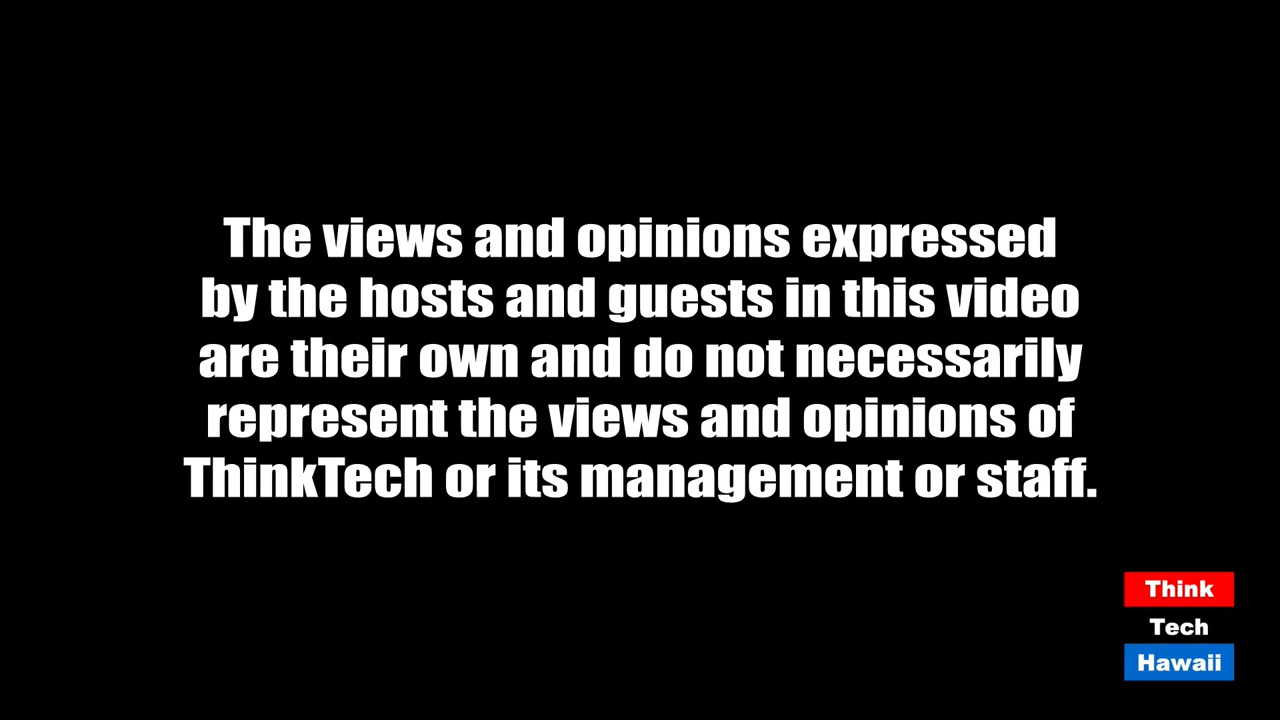 The views and opinions expressed
by the hosts and guests in this video
are their own and do not necessarily
represent the views and opinions of
ThinkTech or its management or staff.
Think
Tech
Hawaii